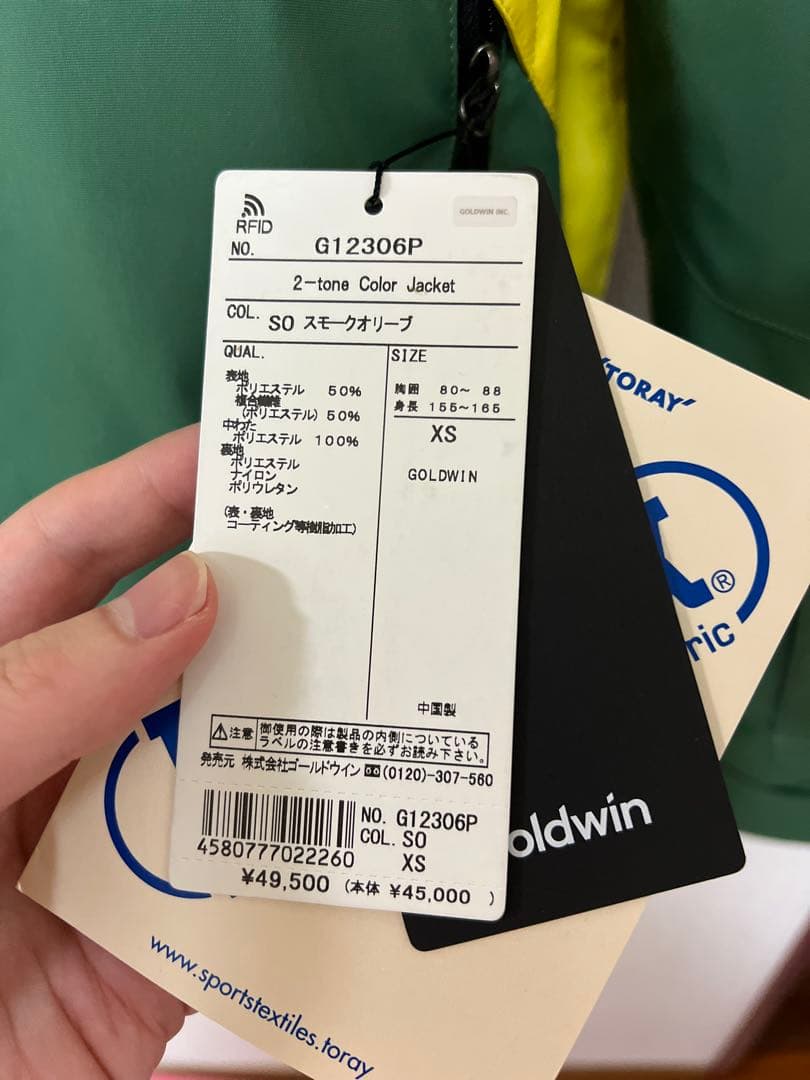 RFID
GOLDWIN INC.
NO. G12306P
2-tone Color Jacket
COL. SO スモークオリーブ
QUAL.
表地
ポリエステル 50%
複合繊維
(ポリエステル) 50%
中わた
ポリエステル 100%
裏地
ポリエステル
ナイロン
ポリウレタン
(表・裏地
コーティング等樹脂加工)
SIZE
胸囲 80~ 88
身長 155~165
XS
GOLDWIN
中国製
注意 御使用の際は製品の内側についている
ラベルの注意書きを必ずお読み下さい。
発売元 株式会社ゴールドウイン (0120)-307-560
4580777022260
NO. G12306P
COL. SO
XS
¥49,500 (本体 ¥45,000 )
oldwin
"TORAY"
®
ric
www.sportstextiles.toray